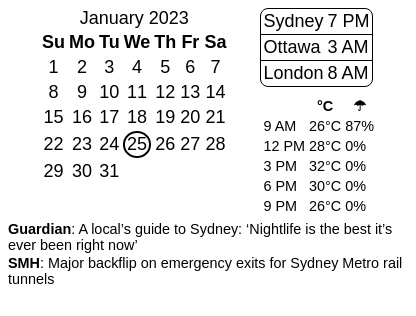 January 2023
Su Mo Tu We Th Fr Sa
1 2 3 4 5 6 7
8 9 10 11 12 13 14
15 16 17 18 19 20 21
22 23 24 25 26 27 28
29 30 31
Sydney 7 PM
Ottawa 3 AM
London 8 AM
°C ☂
9 AM 26°C 87%
12 PM 28°C 0%
3 PM 32°C 0%
6 PM 30°C 0%
9 PM 26°C 0%
Guardian: A local’s guide to Sydney: ‘Nightlife is the best it’s
ever been right now’
SMH: Major backflip on emergency exits for Sydney Metro rail
tunnels